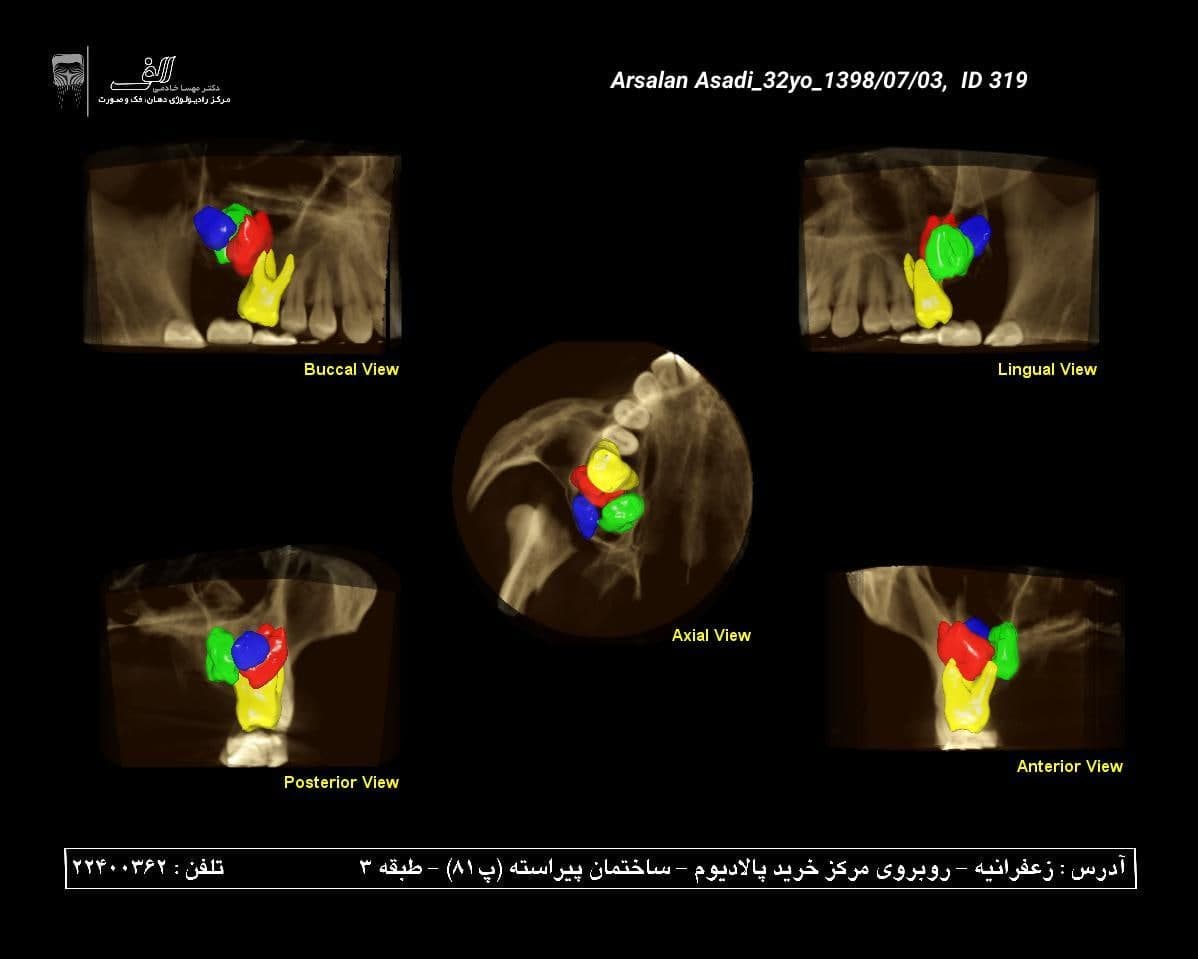 الف
دکتر مهسا خادمی
مرکز رادیولوژی دهان، فک و صورت
Arsalan Asadi_32yo_1398/07/03, ID 319
Buccal View
Lingual View
Axial View
Posterior View
Anterior View
آدرس : زعفرانیه - روبروی مرکز خرید پالادیوم - ساختمان پیراسته (پ ۸۱) - طبقه ۳ تلفن : ۲۲۴۰۰۳۶۲